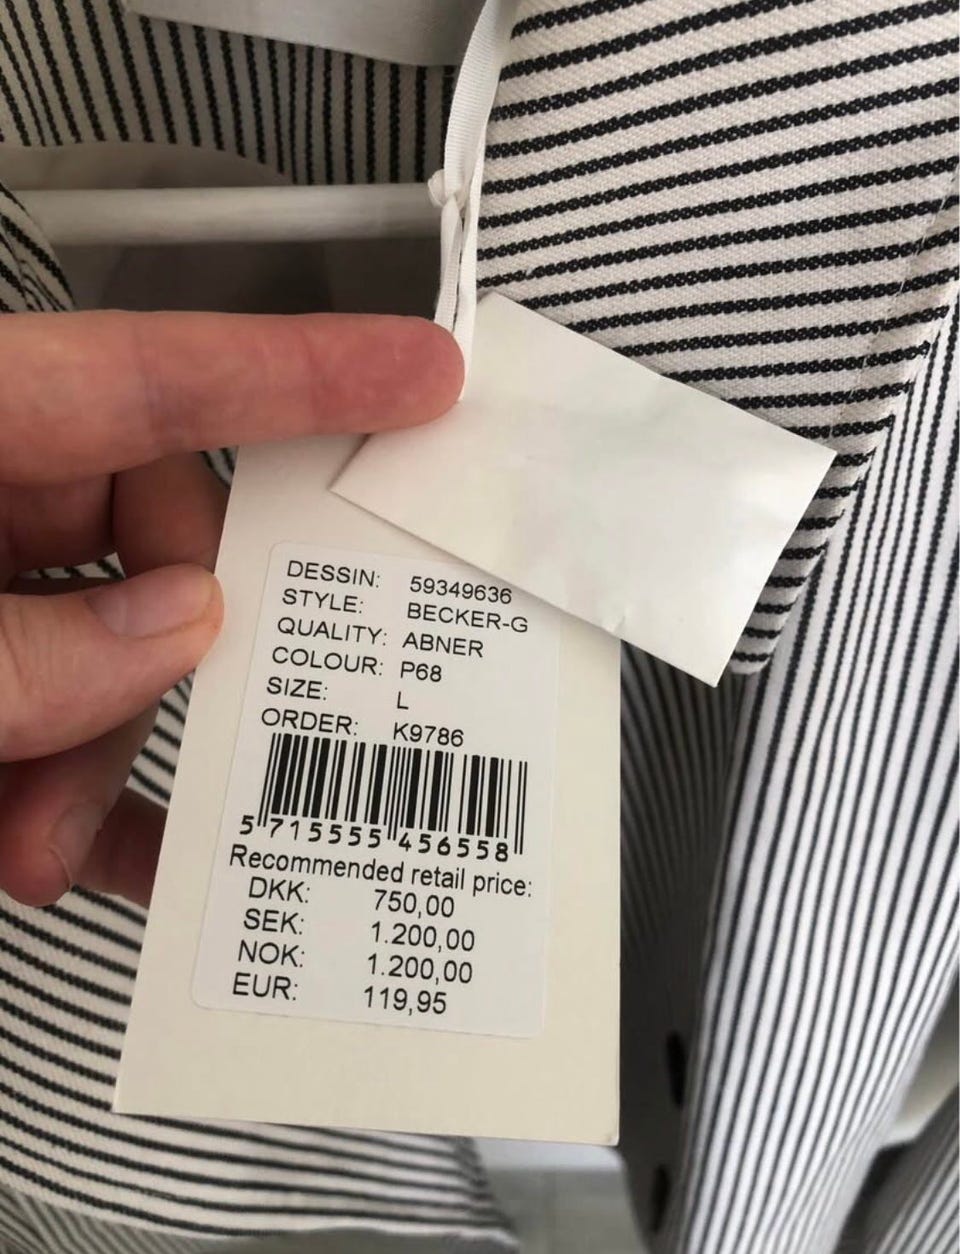 DESSIN: 59349636
STYLE: BECKER-G
QUALITY: ABNER
COLOUR: P68
SIZE: L
ORDER: K9786
5 715555 456558
Recommended retail price:
DKK: 750,00
SEK: 1.200,00
NOK: 1.200,00
EUR: 119,95